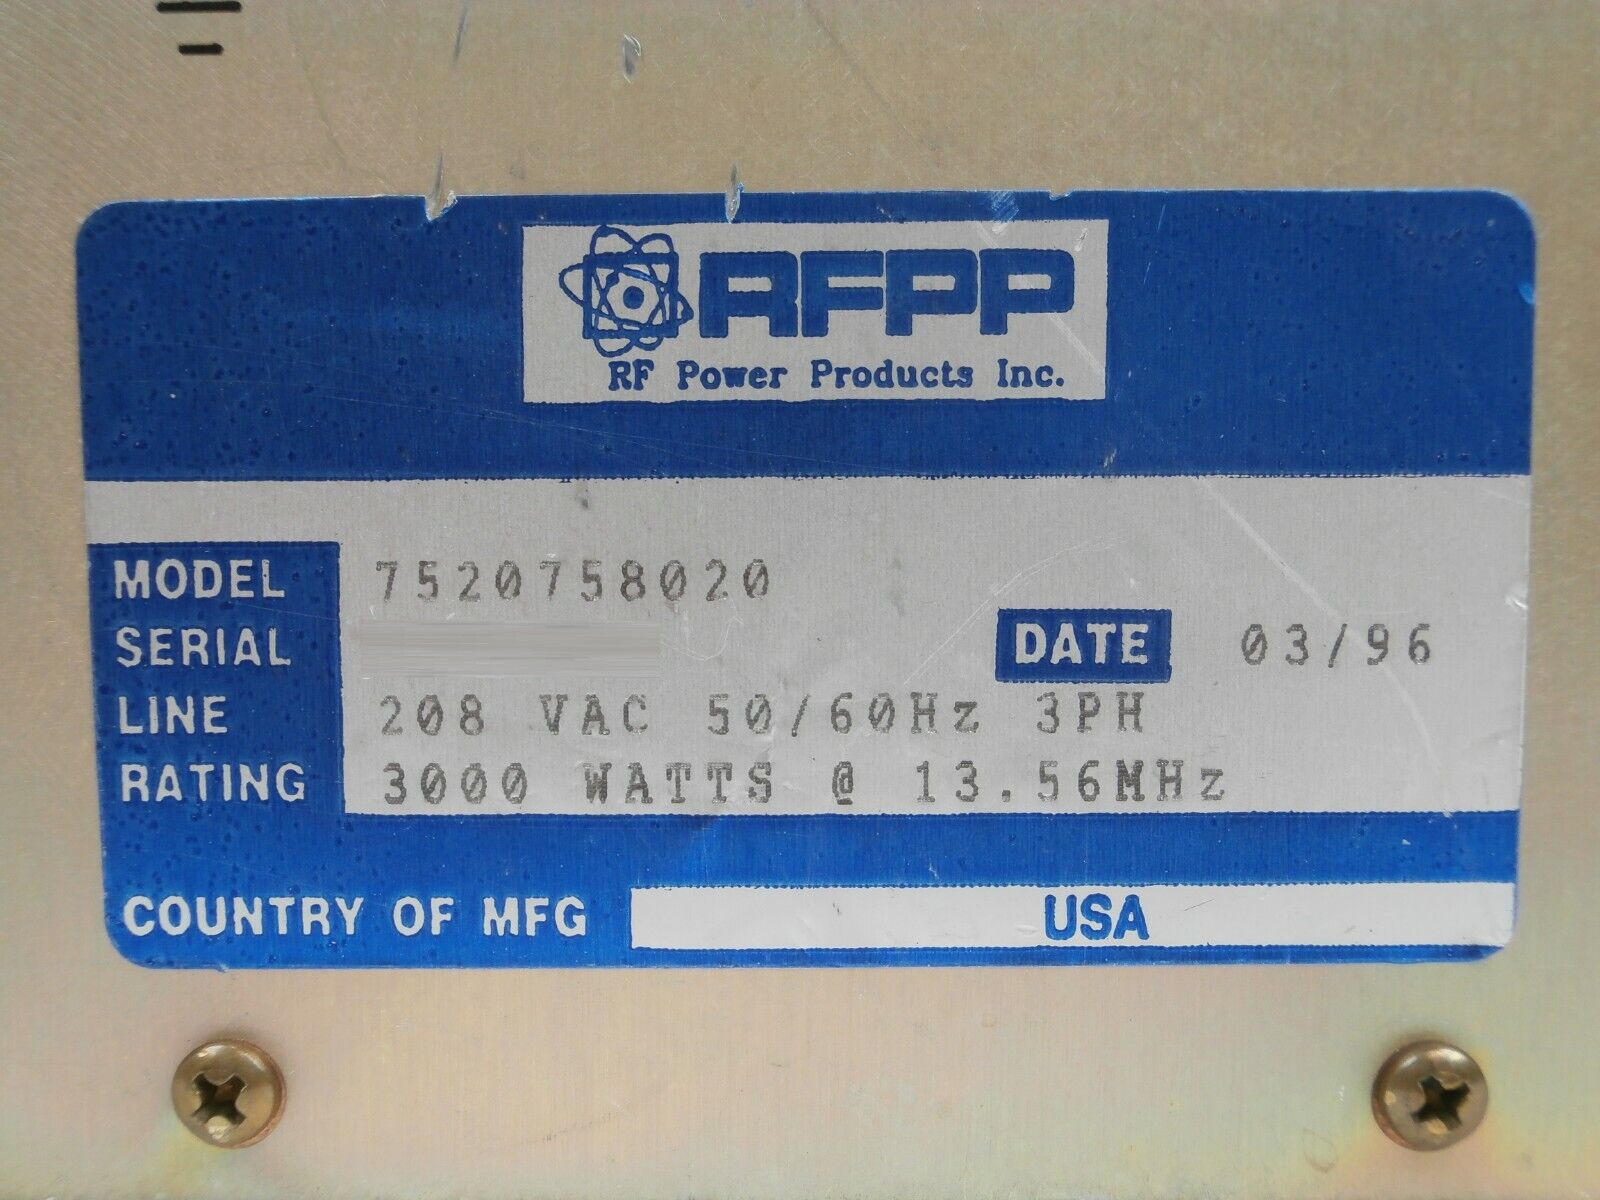 RFPP
RF Power Products Inc.
MODEL 7520758020
SERIAL DATE 03/96
LINE 208 VAC 50/60Hz 3PH
RATING 3000 WATTS @ 13.56MHz
COUNTRY OF MFG USA